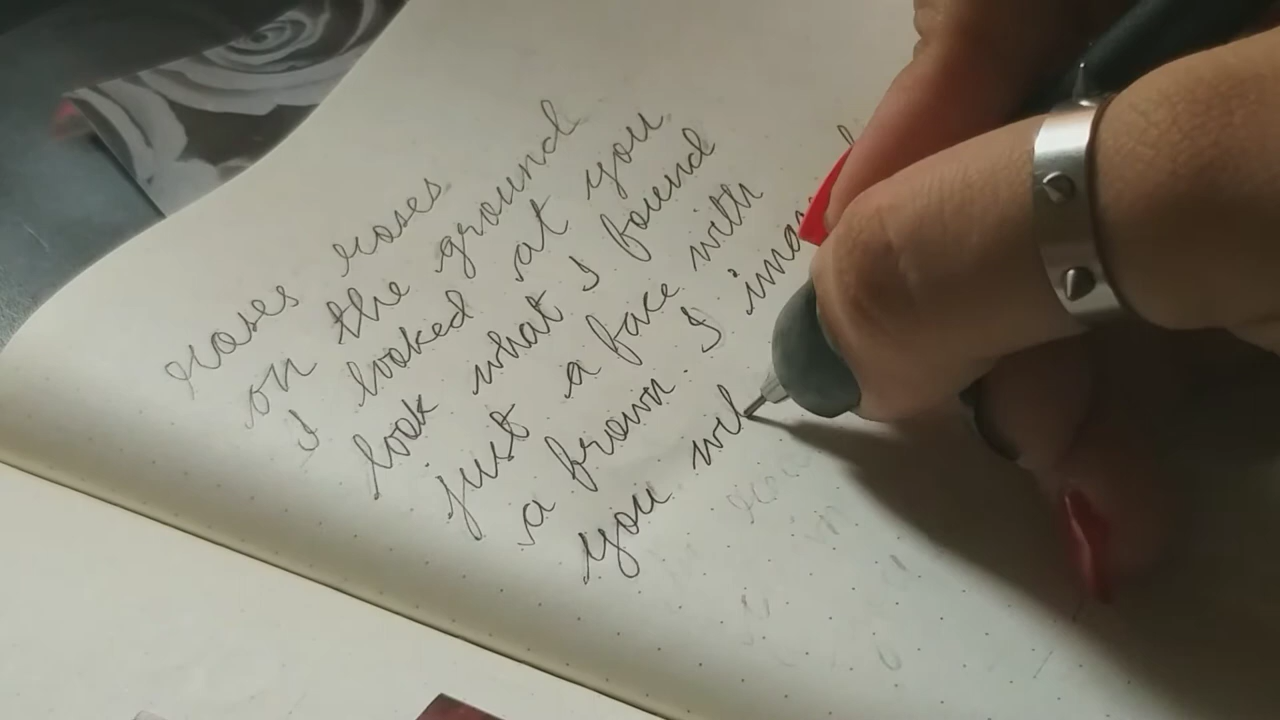 roses roses
on the ground
I looked at you
look what I found
just a face with
a frown. I
you